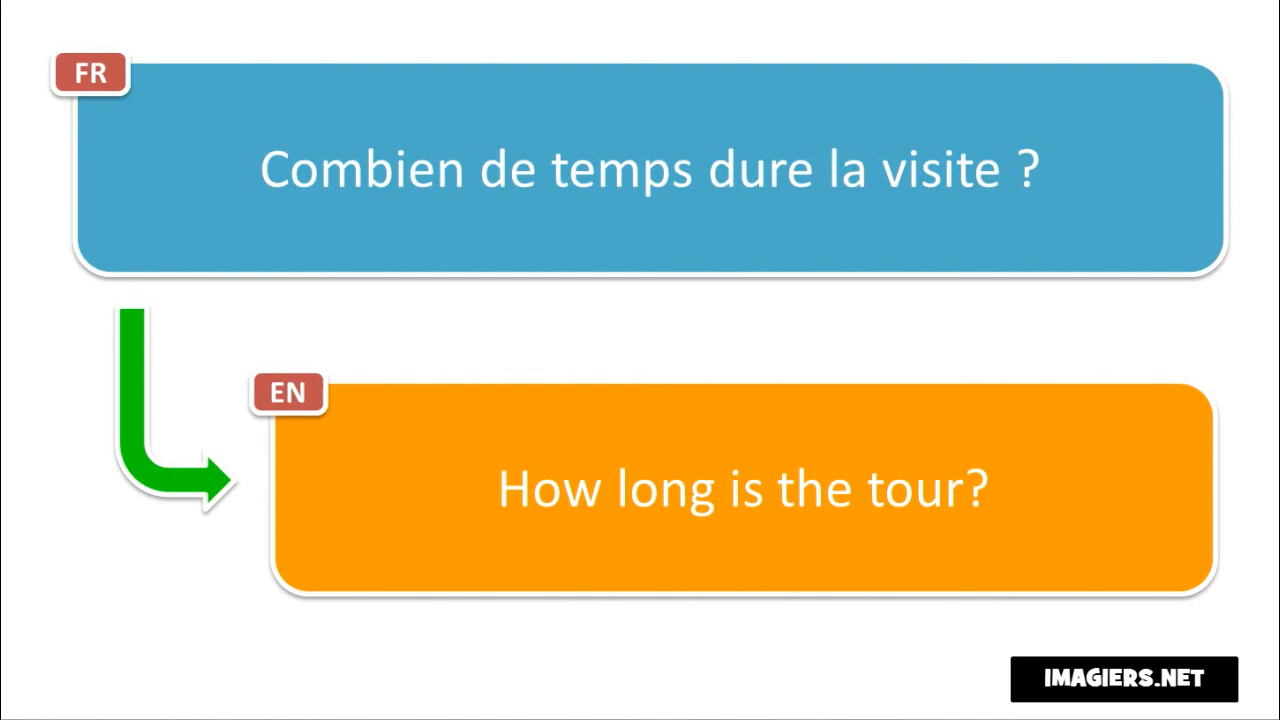 FR
Combien de temps dure la visite ?
EN
How long is the tour?
IMAGIERS.NET